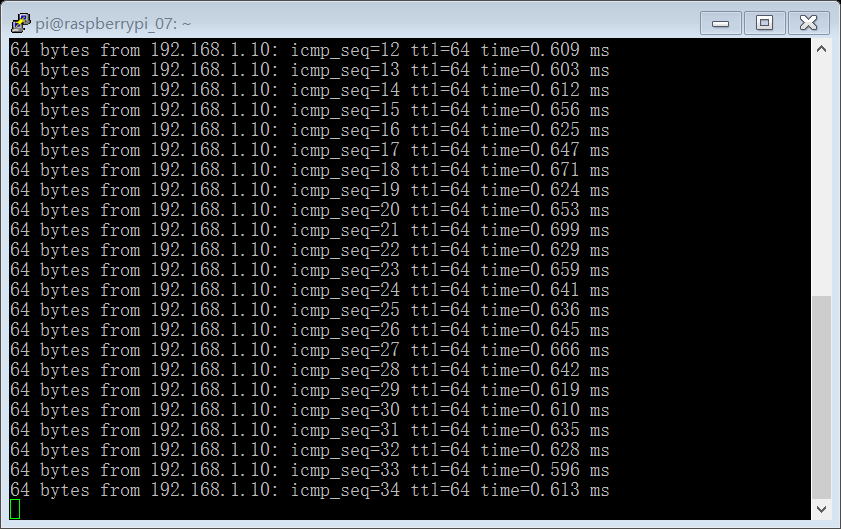 pi@raspberrypi_07: ~
64 bytes from 192.168.1.10: icmp_seq=12 ttl=64 time=0.609 ms
64 bytes from 192.168.1.10: icmp_seq=13 ttl=64 time=0.603 ms
64 bytes from 192.168.1.10: icmp_seq=14 ttl=64 time=0.612 ms
64 bytes from 192.168.1.10: icmp_seq=15 ttl=64 time=0.656 ms
64 bytes from 192.168.1.10: icmp_seq=16 ttl=64 time=0.625 ms
64 bytes from 192.168.1.10: icmp_seq=17 ttl=64 time=0.647 ms
64 bytes from 192.168.1.10: icmp_seq=18 ttl=64 time=0.671 ms
64 bytes from 192.168.1.10: icmp_seq=19 ttl=64 time=0.624 ms
64 bytes from 192.168.1.10: icmp_seq=20 ttl=64 time=0.653 ms
64 bytes from 192.168.1.10: icmp_seq=21 ttl=64 time=0.699 ms
64 bytes from 192.168.1.10: icmp_seq=22 ttl=64 time=0.629 ms
64 bytes from 192.168.1.10: icmp_seq=23 ttl=64 time=0.659 ms
64 bytes from 192.168.1.10: icmp_seq=24 ttl=64 time=0.641 ms
64 bytes from 192.168.1.10: icmp_seq=25 ttl=64 time=0.636 ms
64 bytes from 192.168.1.10: icmp_seq=26 ttl=64 time=0.645 ms
64 bytes from 192.168.1.10: icmp_seq=27 ttl=64 time=0.666 ms
64 bytes from 192.168.1.10: icmp_seq=28 ttl=64 time=0.642 ms
64 bytes from 192.168.1.10: icmp_seq=29 ttl=64 time=0.619 ms
64 bytes from 192.168.1.10: icmp_seq=30 ttl=64 time=0.610 ms
64 bytes from 192.168.1.10: icmp_seq=31 ttl=64 time=0.635 ms
64 bytes from 192.168.1.10: icmp_seq=32 ttl=64 time=0.628 ms
64 bytes from 192.168.1.10: icmp_seq=33 ttl=64 time=0.596 ms
64 bytes from 192.168.1.10: icmp_seq=34 ttl=64 time=0.613 ms